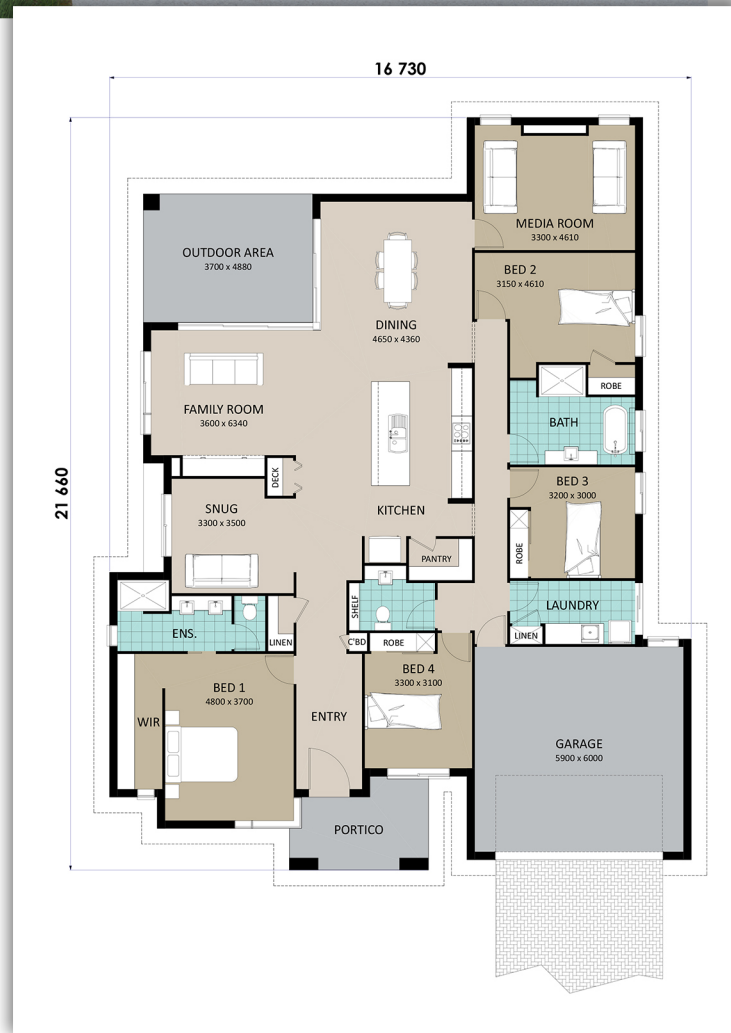 16 730
21 660
MEDIA ROOM
3300 x 4610
OUTDOOR AREA
3700 x 4880
BED 2
3150 x 4610
DINING
4650 x 4360
ROBE
FAMILY ROOM
3600 x 6340
BATH
DECK
BED 3
3200 x 3000
SNUG
3300 x 3500
KITCHEN
ROBE
PANTRY
SHELF
LAUNDRY
ENS.
LINEN
C'BD
ROBE
LINEN
BED 4
3300 x 3100
BED 1
4800 x 3700
WIR
ENTRY
GARAGE
5900 x 6000
PORTICO